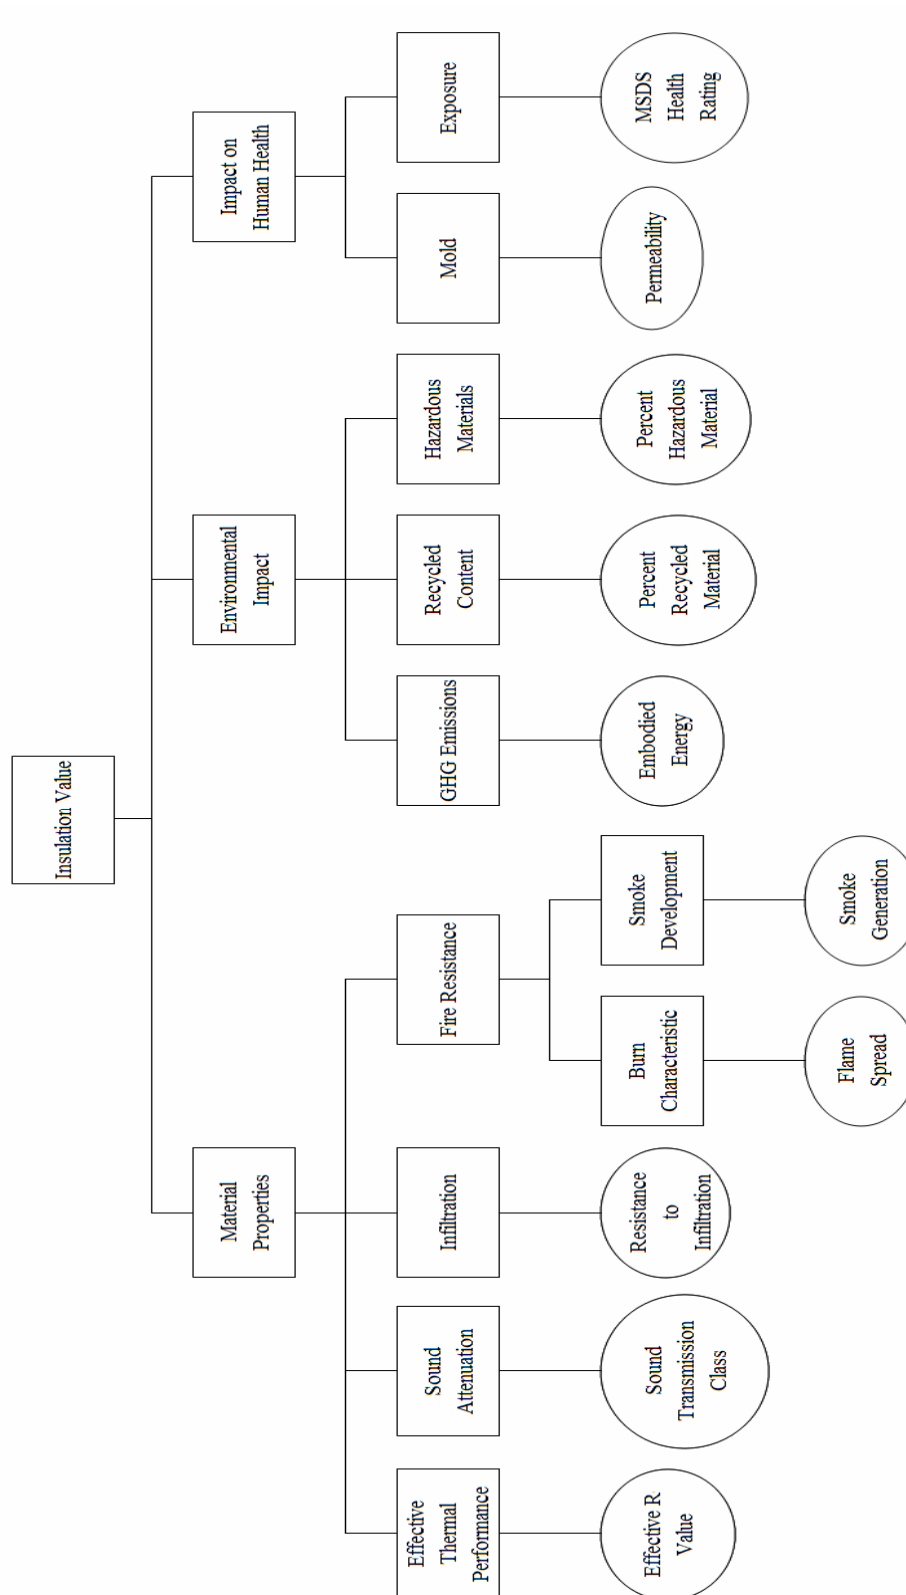 Insulation Value
Material
Properties
Environmental
Impact
Impact on
Human Health
Effective
Thermal
Performance
Sound
Attenuation
Infiltration
Fire Resistance
GHG Emissions
Recycled
Content
Hazardous
Materials
Mold
Exposure
Effective R
Value
Sound
Transmission
Class
Resistance
to
Infiltration
Burn
Characteristic
Smoke
Development
Embodied
Energy
Percent
Recycled
Material
Percent
Hazardous
Material
Permeability
MSDS
Health
Rating
Flame
Spread
Smoke
Generation